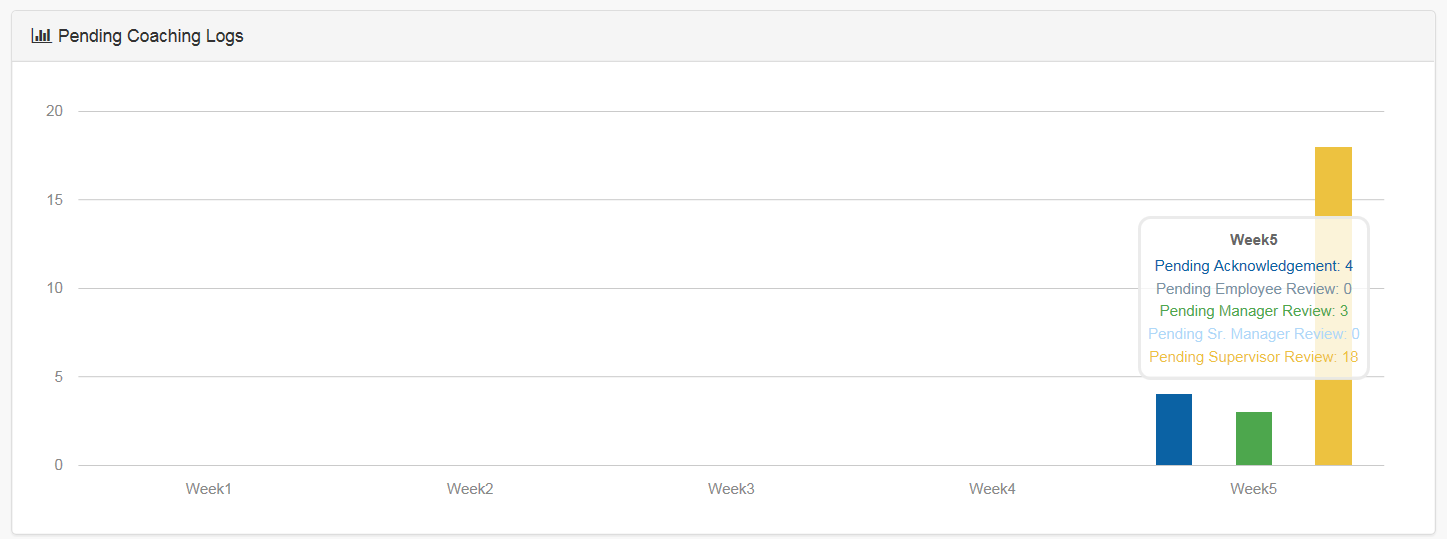 Pending Coaching Logs
20
15
10
5
0
Week5
Pending Acknowledgement: 4
Pending Employee Review: 0
Pending Manager Review: 3
Pending Sr. Manager Review: 0
Pending Supervisor Review: 18
Week1
Week2
Week3
Week4
Week5